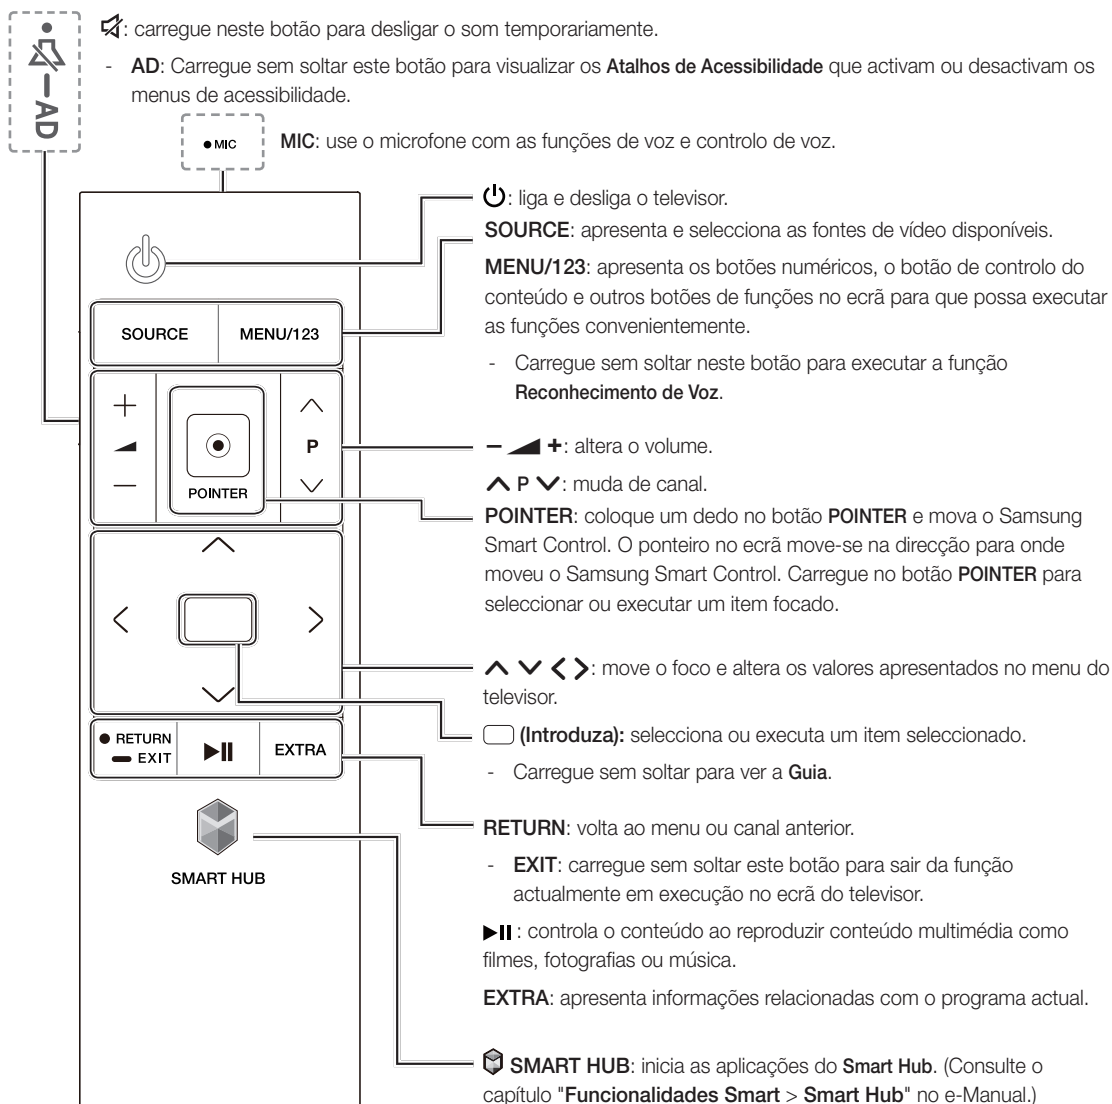 : carregue neste botão para desligar o som temporariamente.
- AD: Carregue sem soltar este botão para visualizar os Atalhos de Acessibilidade que activam ou desactivam os
menus de acessibilidade.
AD
MIC
MIC: use o microfone com as funções de voz e controlo de voz.
: liga e desliga o televisor.
SOURCE: apresenta e selecciona as fontes de vídeo disponíveis.
MENU/123: apresenta os botões numéricos, o botão de controlo do
conteúdo e outros botões de funções no ecrã para que possa executar
as funções convenientemente.
- Carregue sem soltar neste botão para executar a função
Reconhecimento de Voz.
SOURCE
MENU/123
+
P
—
POINTER
− +: altera o volume.
P : muda de canal.
POINTER: coloque um dedo no botão POINTER e mova o Samsung
Smart Control. O ponteiro no ecrã move-se na direcção para onde
moveu o Samsung Smart Control. Carregue no botão POINTER para
seleccionar ou executar um item focado.
: move o foco e altera os valores apresentados no menu do
televisor.
(Introduza): selecciona ou executa um item seleccionado.
- Carregue sem soltar para ver a Guia.
RETURN
EXIT
EXTRA
SMART HUB
RETURN: volta ao menu ou canal anterior.
- EXIT: carregue sem soltar este botão para sair da função
actualmente em execução no ecrã do televisor.
: controla o conteúdo ao reproduzir conteúdo multimédia como
filmes, fotografias ou música.
EXTRA: apresenta informações relacionadas com o programa actual.
SMART HUB: inicia as aplicações do Smart Hub. (Consulte o
capítulo "Funcionalidades Smart > Smart Hub" no e-Manual.)